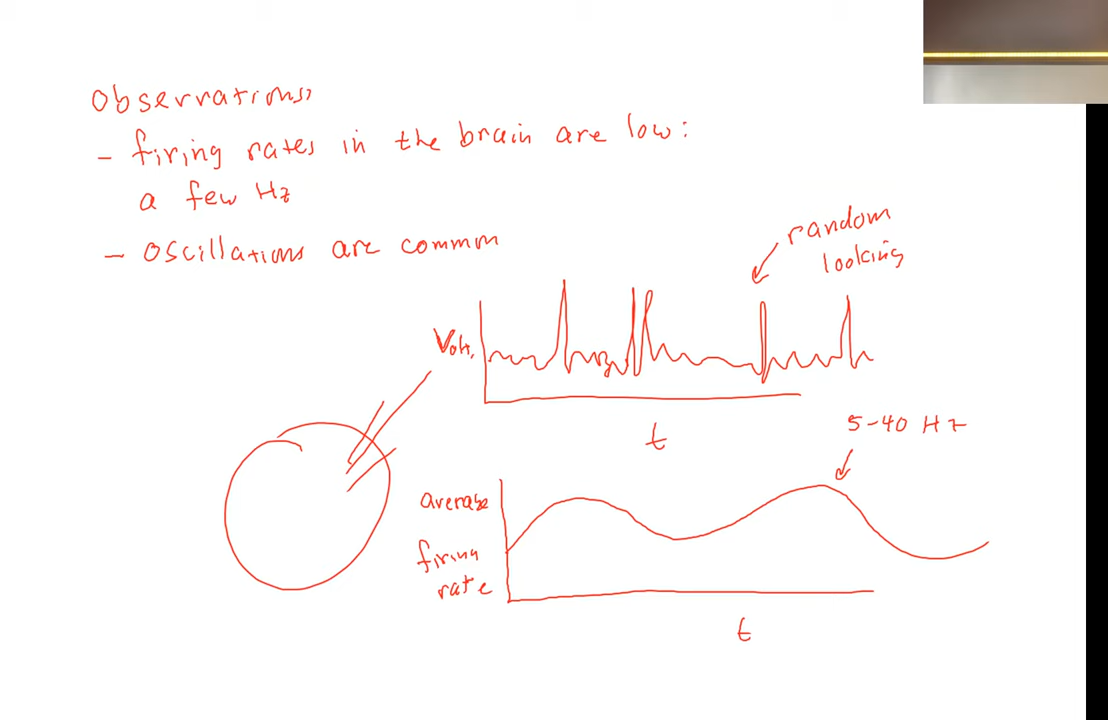 Observations:
- firing rates in the brain are low:
a few Hz
- oscillations are common
random
looking
Volt,
t
5-40 Hz
average
firing
rate
t